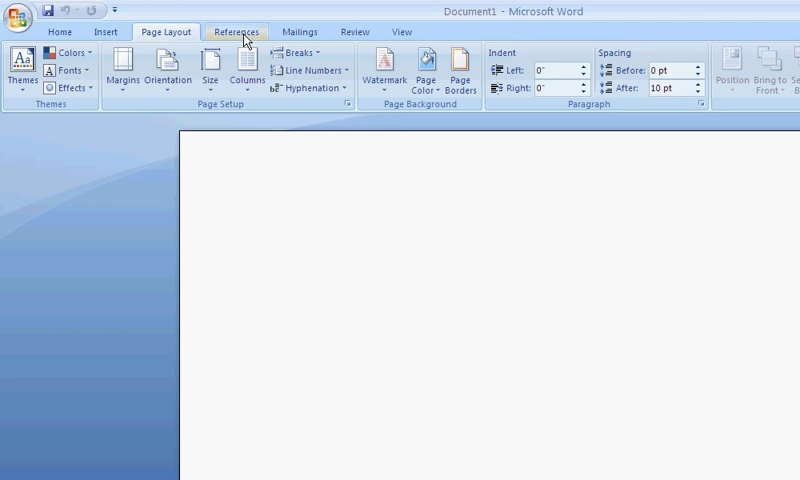 Document1 - Microsoft Word
Home Insert Page Layout References Mailings Review View
Themes
Colors
Fonts
Effects
Themes
Margins
Orientation
Size
Columns
Breaks
Line Numbers
Hyphenation
Page Setup
Watermark
Page Color
Page Borders
Page Background
Indent
Left: 0"
Right: 0"
Spacing
Before: 0 pt
After: 10 pt
Paragraph
Position
Bring to Front